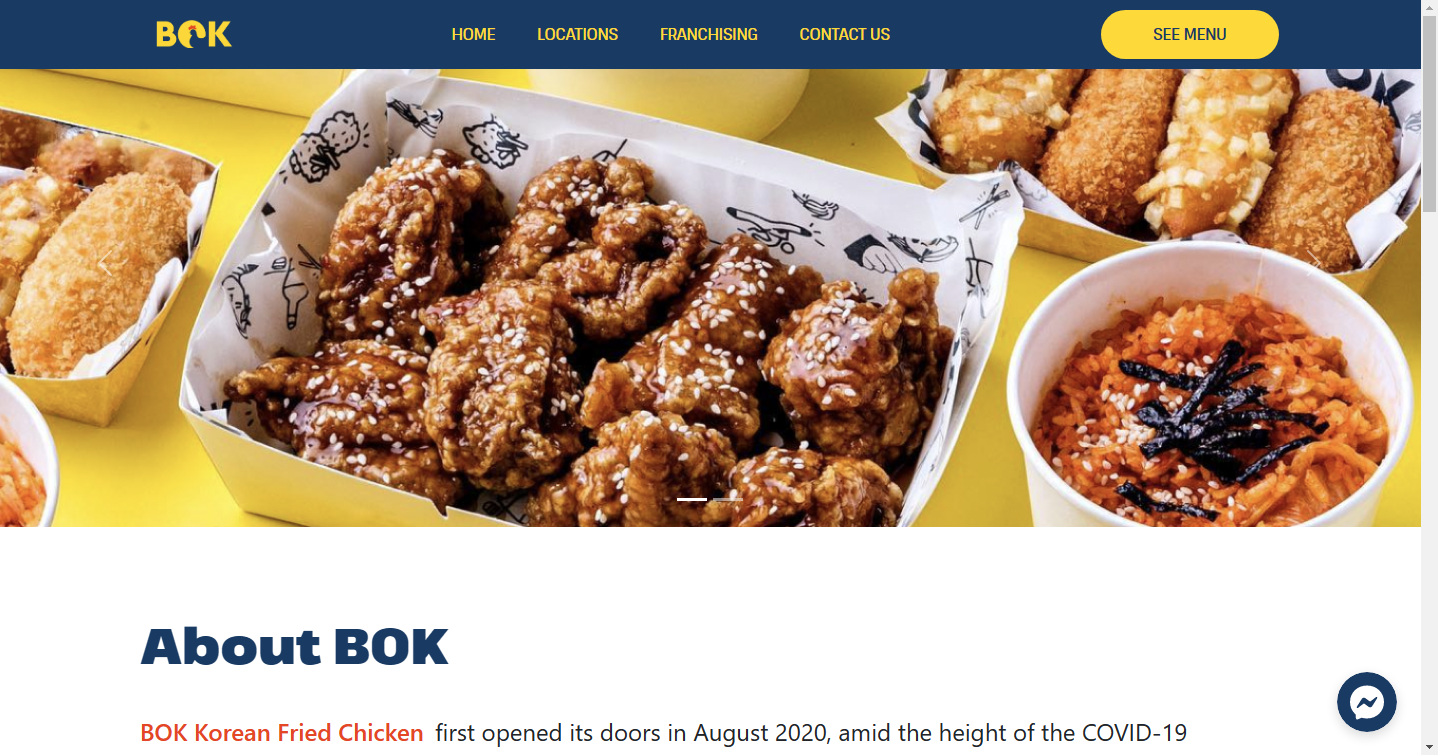 BOK
HOME
LOCATIONS
FRANCHISING
CONTACT US
SEE MENU
OK
About BOK
BOK Korean Fried Chicken first opened its doors in August 2020, amid the height of the COVID-19